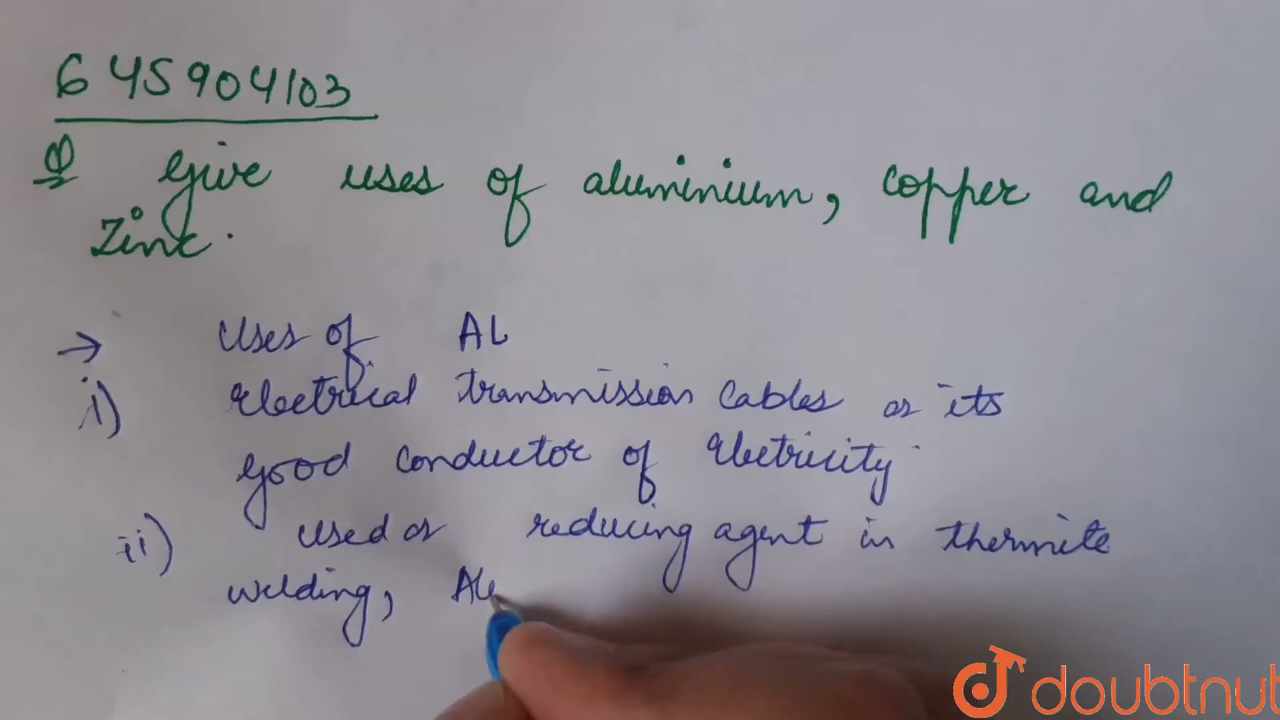 645904103
Q Give uses of aluminium, copper and
Zinc.
→ Uses of AL
i) Electrical transmission Cables as its
good conductor of Electricity
ii) used as reducing agent in thermite
welding, Al
doubtnut